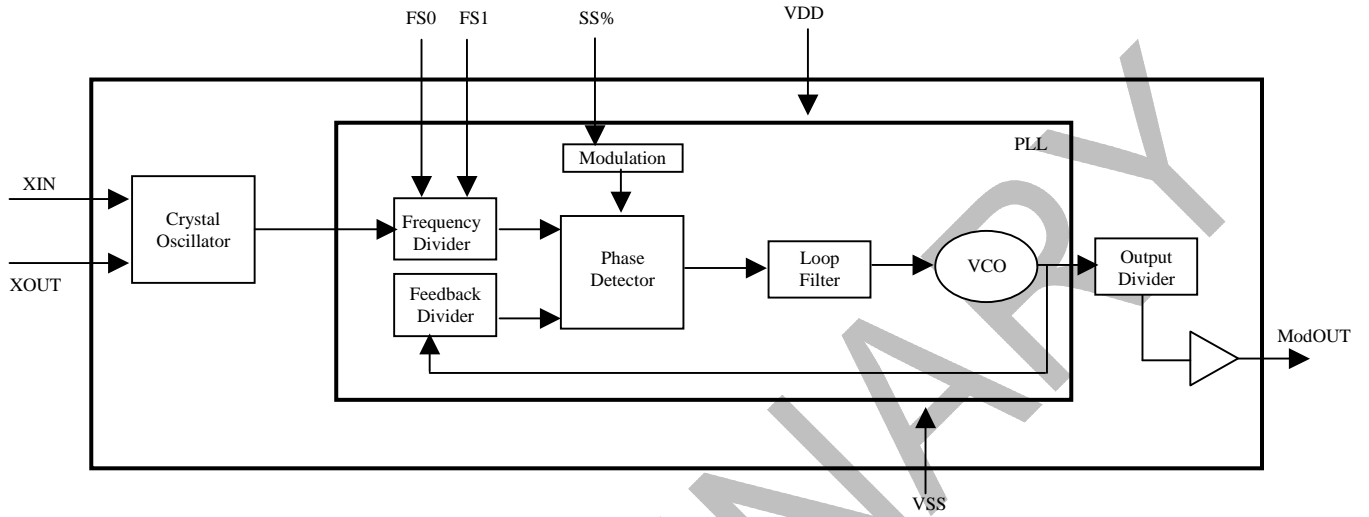 FS0 FS1 SS% VDD
PLL
Modulation
XIN
Crystal
Oscillator
Frequency
Divider
Phase
Detector
Loop
Filter
VCO
Output
Divider
XOUT
Feedback
Divider
ModOUT
VSS